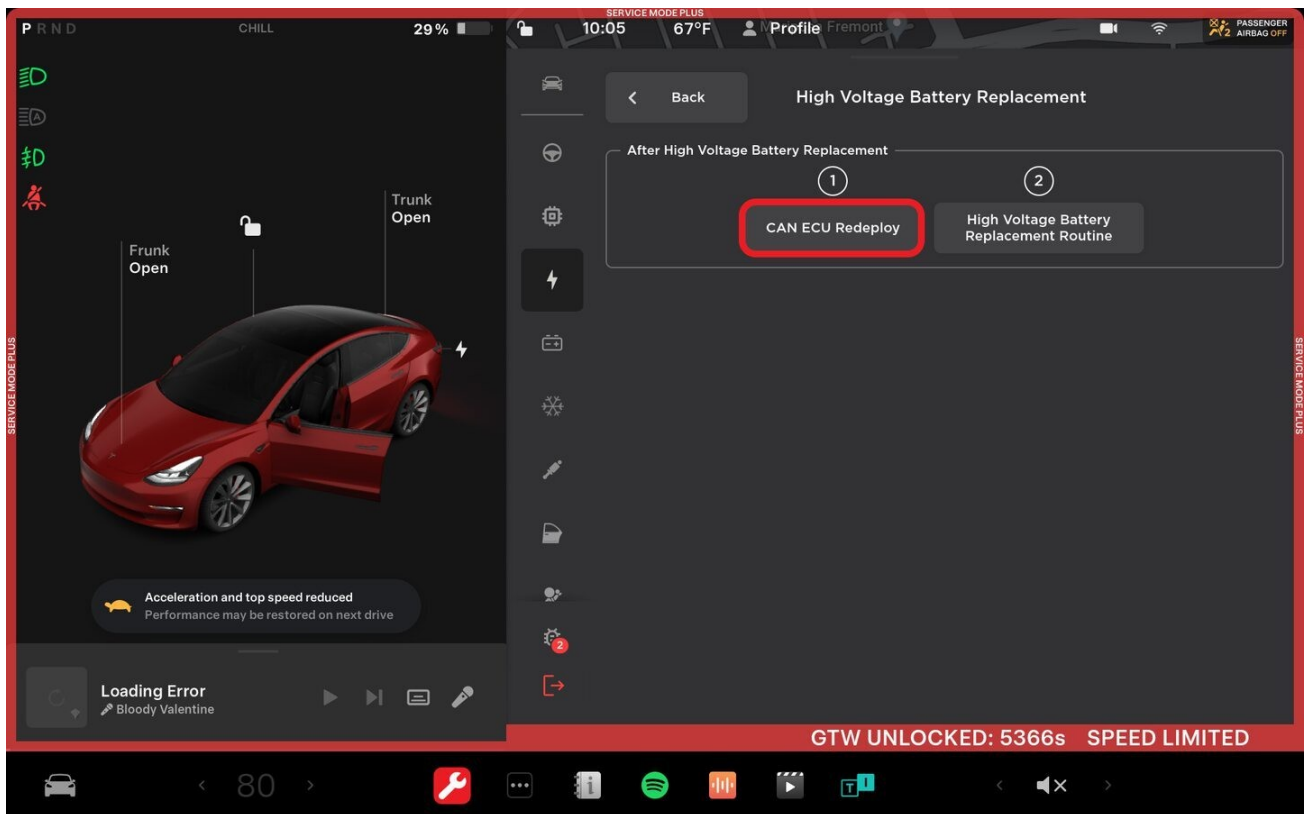 SERVICE MODE PLUS
P R N D
CHILL
29%
10:05
67°F
Profile
Fremont
PASSENGER
AIRBAG OFF
2
A
Back
High Voltage Battery Replacement
After High Voltage Battery Replacement
1
2
CAN ECU Redeploy
High Voltage Battery
Replacement Routine
Trunk
Open
Frunk
Open
SERVICE MODE PLUS
SERVICE MODE PLUS
Acceleration and top speed reduced
Performance may be restored on next drive
2
Loading Error
Bloody Valentine
GTW UNLOCKED: 5366s SPEED LIMITED
80
i
T I